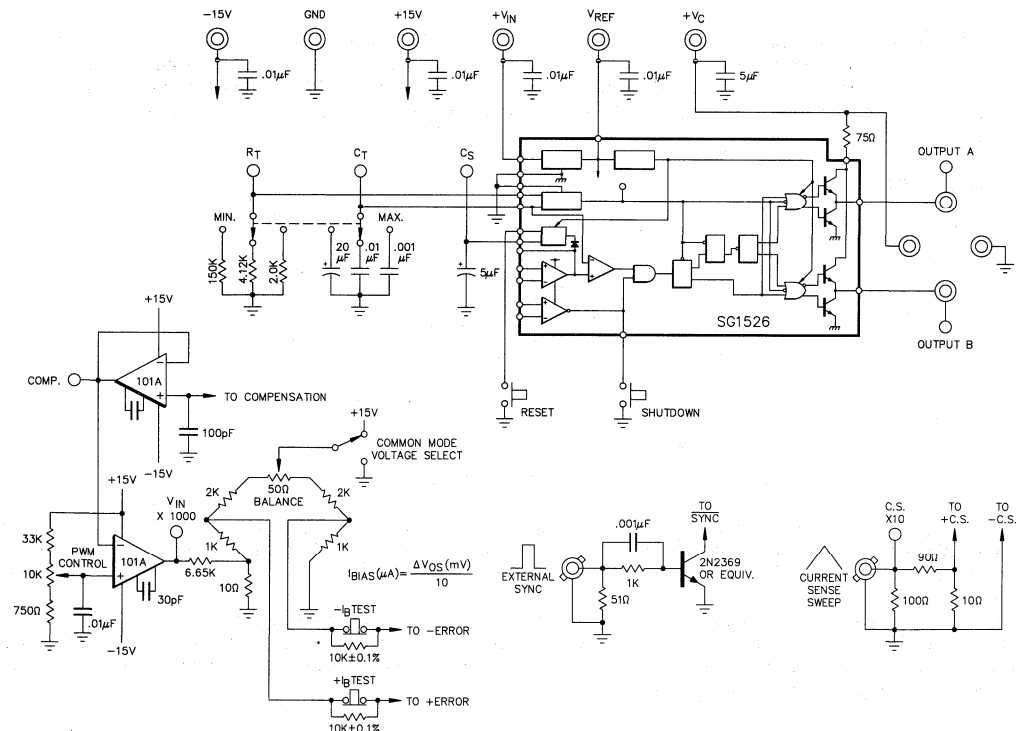 -15V
GND
+15V
+VIN
VREF
+VC
.01µF
.01µF
.01µF
.01µF
5µF
75Ω
OUTPUT A
RT
CT
CS
MIN.
MAX.
150K
4.12K
2.0K
20 µF
.01 µF
.001 µF
5µF
SG1526
OUTPUT B
+15V
COMP.
101A
-
+
TO COMPENSATION
100pF
-15V
RESET
SHUTDOWN
+15V
COMMON MODE
VOLTAGE SELECT
50Ω
BALANCE
2K
2K
1K
1K
+15V
VIN
X 1000
33K
PWM
CONTROL
101A
-
+
10K
6.65K
10Ω
30pF
750Ω
.01µF
-15V
IBIAS(µA)= ΔVOS(mV)
10
-IBTEST
TO -ERROR
10K±0.1%
+IBTEST
TO +ERROR
10K±0.1%
TO
SYNC
.001µF
2N2369
OR EQUIV.
EXTERNAL
SYNC
1K
51Ω
C.S.
X10
TO
+C.S.
TO
-C.S.
90Ω
CURRENT
SENSE
SWEEP
100Ω
10Ω